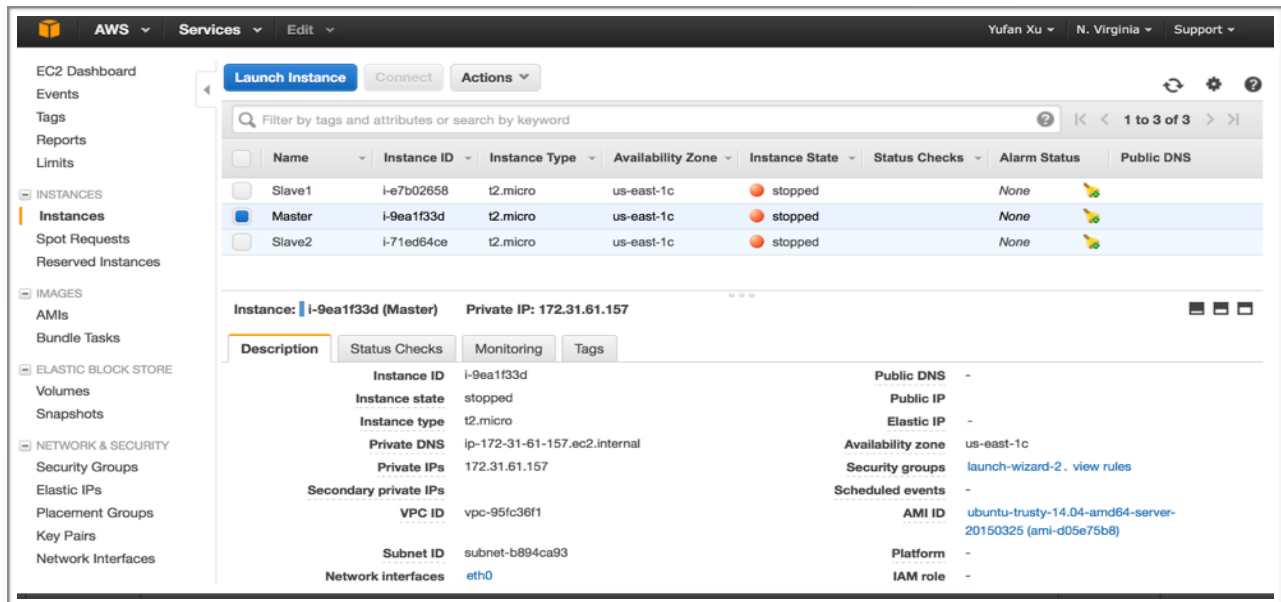 AWS Services Edit Yufan Xu N. Virginia Support
EC2 Dashboard
Events
Tags
Reports
Limits
INSTANCES
Instances
Spot Requests
Reserved Instances
IMAGES
AMIs
Bundle Tasks
ELASTIC BLOCK STORE
Volumes
Snapshots
NETWORK & SECURITY
Security Groups
Elastic IPs
Placement Groups
Key Pairs
Network Interfaces
Launch Instance Connect Actions
Filter by tags and attributes or search by keyword 1 to 3 of 3
Name Instance ID Instance Type Availability Zone Instance State Status Checks Alarm Status Public DNS
Slave1 i-e7b02658 t2.micro us-east-1c stopped None
Master i-9ea1f33d t2.micro us-east-1c stopped None
Slave2 i-71ed64ce t2.micro us-east-1c stopped None
Instance: i-9ea1f33d (Master) Private IP: 172.31.61.157
Description Status Checks Monitoring Tags
Instance ID i-9ea1f33d Public DNS -
Instance state stopped Public IP
Instance type t2.micro Elastic IP -
Private DNS ip-172-31-61-157.ec2.internal Availability zone us-east-1c
Private IPs 172.31.61.157 Security groups launch-wizard-2. view rules
Secondary private IPs Scheduled events -
VPC ID vpc-95fc36f1 AMI ID ubuntu-trusty-14.04-amd64-server-
20150325 (ami-d05e75b8)
Subnet ID subnet-b894ca93 Platform -
Network interfaces eth0 IAM role -